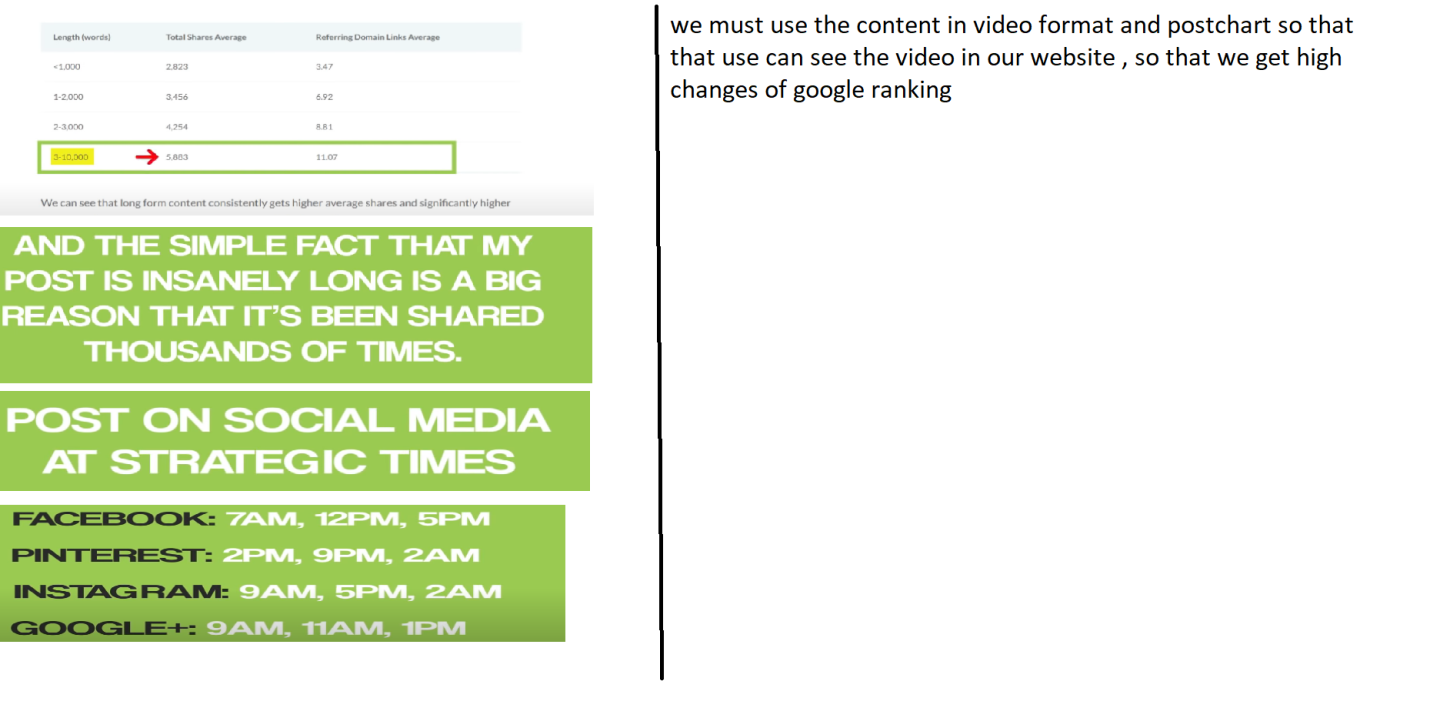 Length (words) Total Shares Average Referring Domain Links Average
<1,000 2,823 3.47
1-2,000 3,456 6.92
2-3,000 4,254 8.81
3-10,000 5,883 11.07
We can see that long form content consistently gets higher average shares and significantly higher
AND THE SIMPLE FACT THAT MY
POST IS INSANELY LONG IS A BIG
REASON THAT IT'S BEEN SHARED
THOUSANDS OF TIMES.
POST ON SOCIAL MEDIA
AT STRATEGIC TIMES
FACEBOOK: 7AM, 12PM, 5PM
PINTEREST: 2PM, 9PM, 2AM
INSTAGRAM: 9AM, 5PM, 2AM
GOOGLE+: 9AM, 11AM, 1PM
we must use the content in video format and postchart so that
that use can see the video in our website , so that we get high
changes of google ranking